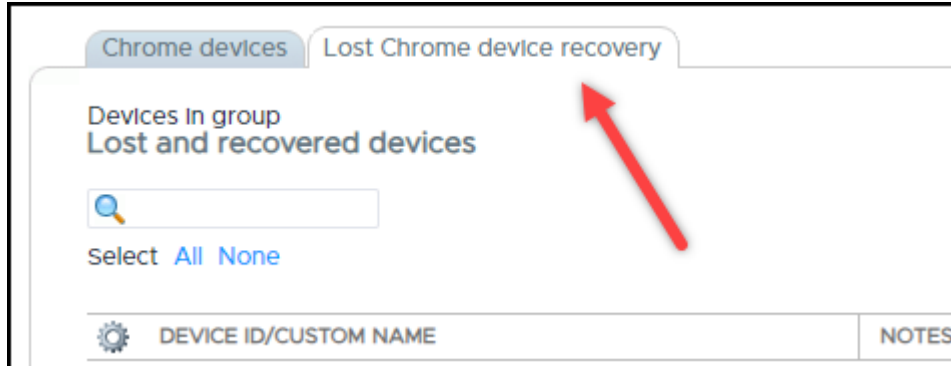 Chrome devices Lost Chrome device recovery
Devices in group
Lost and recovered devices
Select All None
DEVICE ID/CUSTOM NAME NOTES